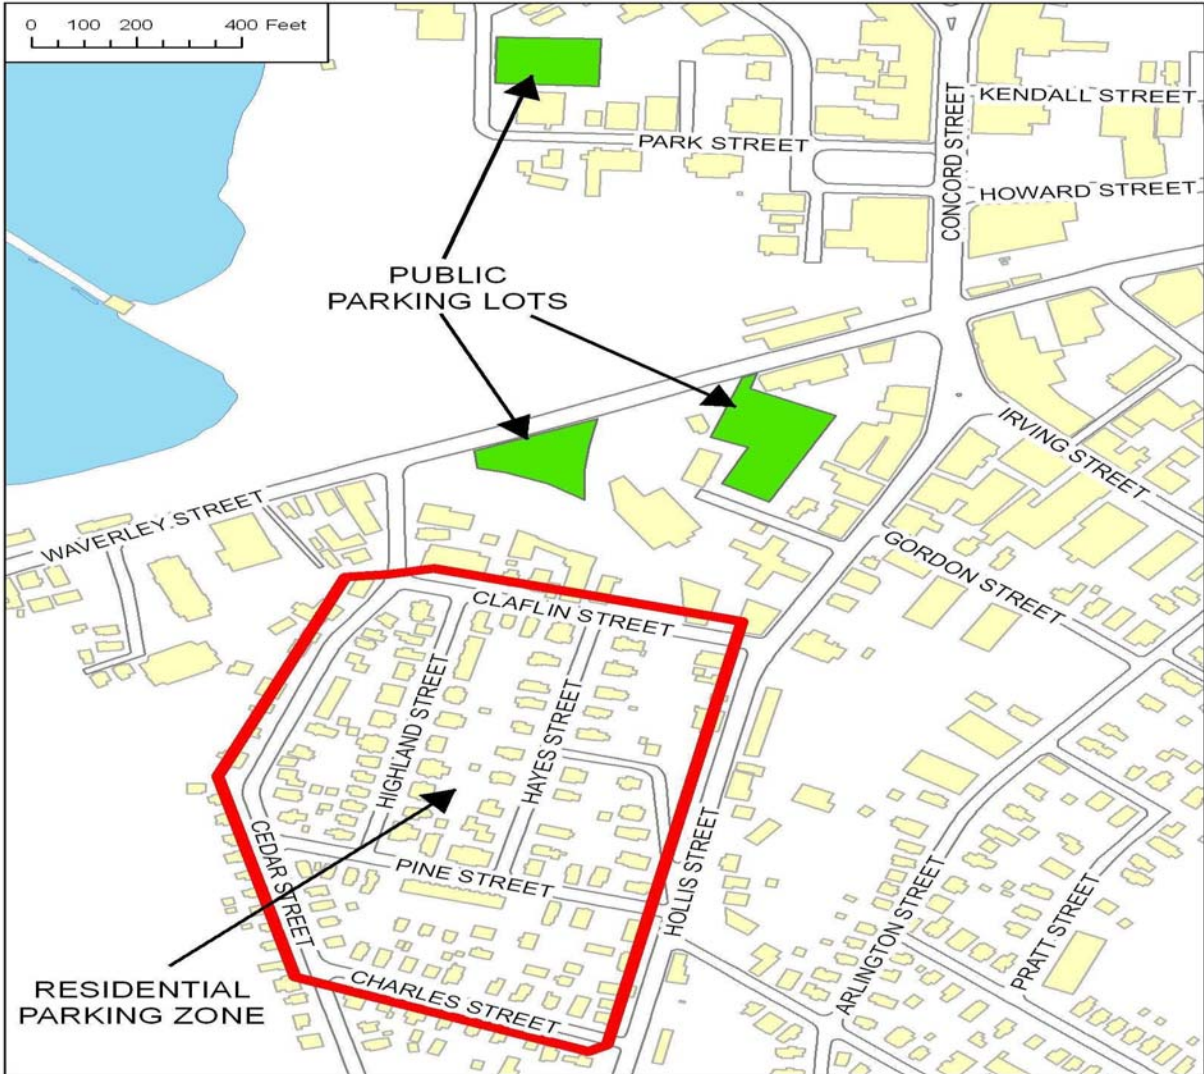 0 100 200 400 Feet
KENDALL STREET
PARK STREET
CONCORD STREET
HOWARD STREET
PUBLIC
PARKING LOTS
IRVING STREET
WAVERLEY STREET
GORDON STREET
CLAFLIN STREET
HIGHLAND STREET
HAYES STREET
CEDAR STREET
PINE STREET
HOLLIS STREET
ARLINGTON STREET
PRATT STREET
RESIDENTIAL
PARKING ZONE
CHARLES STREET